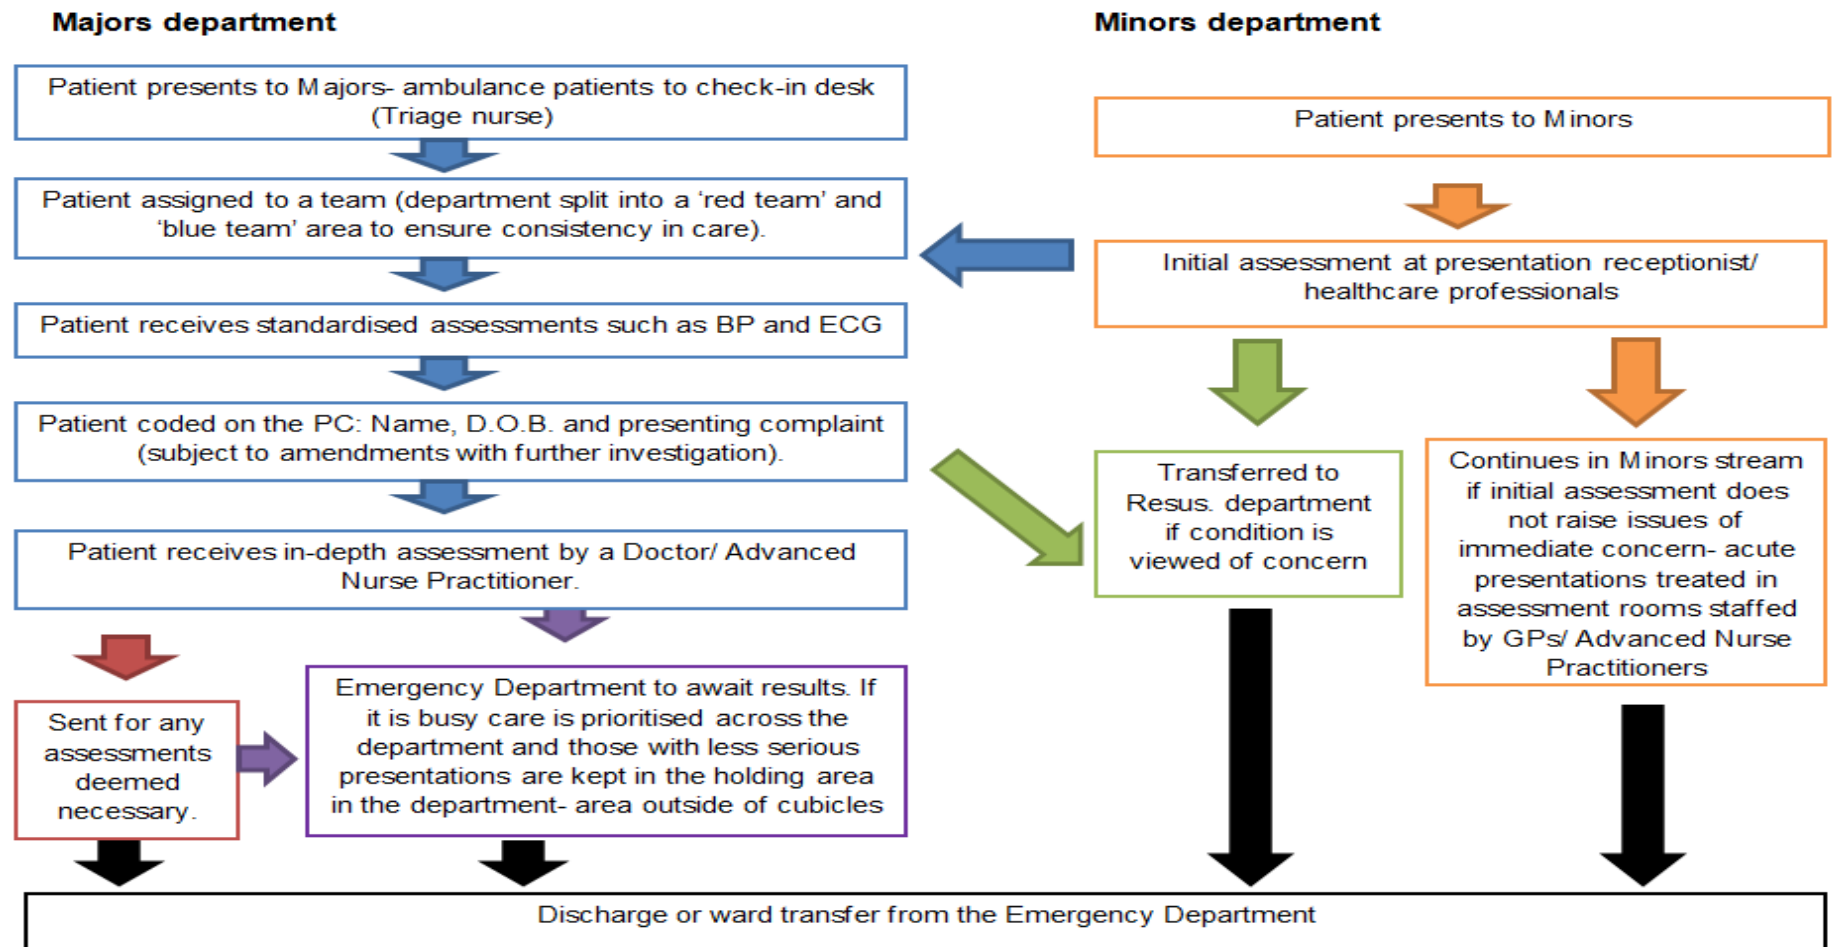 Majors department
Patient presents to Majors- ambulance patients to check-in desk
(Triage nurse)
Patient assigned to a team (department split into a ‘red team’ and
‘blue team’ area to ensure consistency in care).
Patient receives standardised assessments such as BP and ECG
Patient coded on the PC: Name, D.O.B. and presenting complaint
(subject to amendments with further investigation).
Patient receives in-depth assessment by a Doctor/ Advanced
Nurse Practitioner.
Sent for any
assessments
deemed
necessary.
Emergency Department to await results. If
it is busy care is prioritised across the
department and those with less serious
presentations are kept in the holding area
in the department- area outside of cubicles
Minors department
Patient presents to Minors
Initial assessment at presentation receptionist/
healthcare professionals
Transferred to
Resus. department
if condition is
viewed of concern
Continues in Minors stream
if initial assessment does
not raise issues of
immediate concern- acute
presentations treated in
assessment rooms staffed
by GPs/ Advanced Nurse
Practitioners
Discharge or ward transfer from the Emergency Department